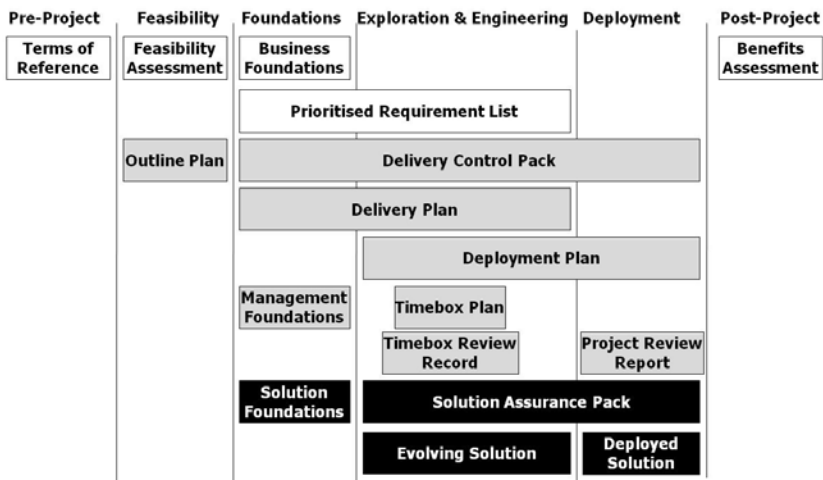 Pre-Project Feasibility Foundations Exploration & Engineering Deployment Post-Project
Terms of Reference
Feasibility Assessment
Business Foundations
Benefits Assessment
Prioritised Requirement List
Outline Plan
Delivery Control Pack
Delivery Plan
Deployment Plan
Management Foundations
Timebox Plan
Timebox Review Record
Project Review Report
Solution Foundations
Solution Assurance Pack
Evolving Solution
Deployed Solution